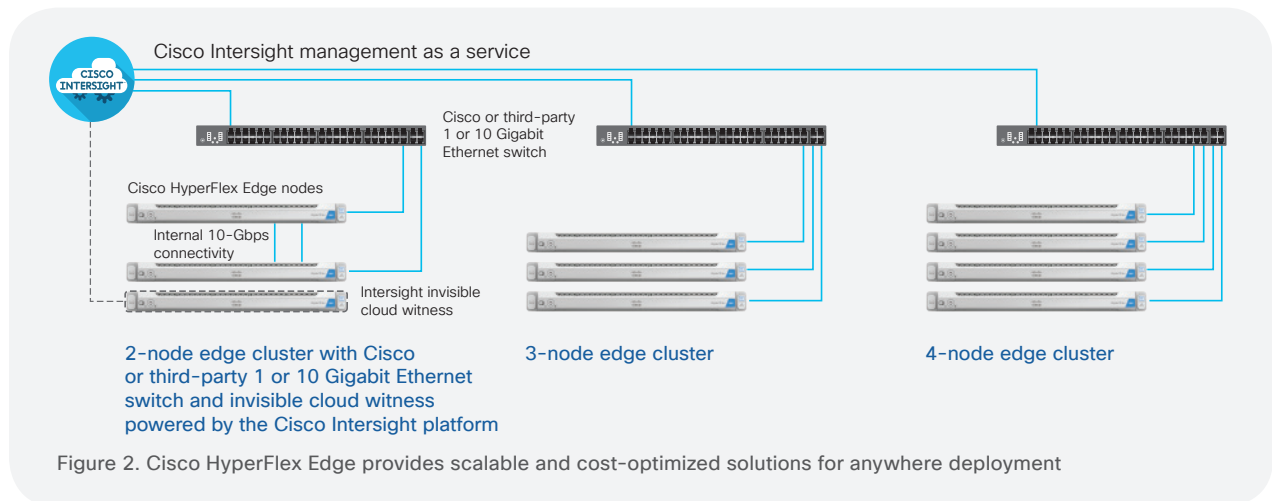 Cisco Intersight management as a service
CISCO
INTERSIGHT
Cisco or third-party
1 or 10 Gigabit
Ethernet switch
Cisco HyperFlex Edge nodes
Internal 10-Gbps
connectivity
Intersight invisible
cloud witness
2-node edge cluster with Cisco
or third-party 1 or 10 Gigabit Ethernet
switch and invisible cloud witness
powered by the Cisco Intersight platform
3-node edge cluster
4-node edge cluster
Figure 2. Cisco HyperFlex Edge provides scalable and cost-optimized solutions for anywhere deployment